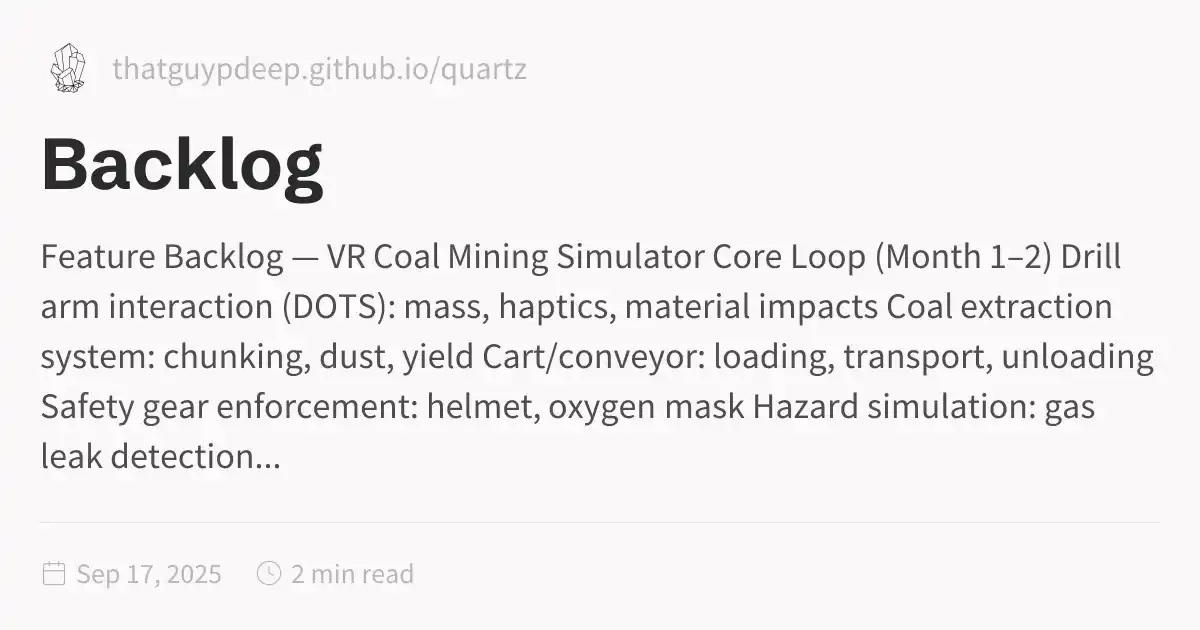 thatguypdeep.github.io/quartz
Backlog
Feature Backlog — VR Coal Mining Simulator Core Loop (Month 1–2) Drill
arm interaction (DOTS): mass, haptics, material impacts Coal extraction
system: chunking, dust, yield Cart/conveyor: loading, transport, unloading
Safety gear enforcement: helmet, oxygen mask Hazard simulation: gas
leak detection...
Sep 17, 2025 2 min read